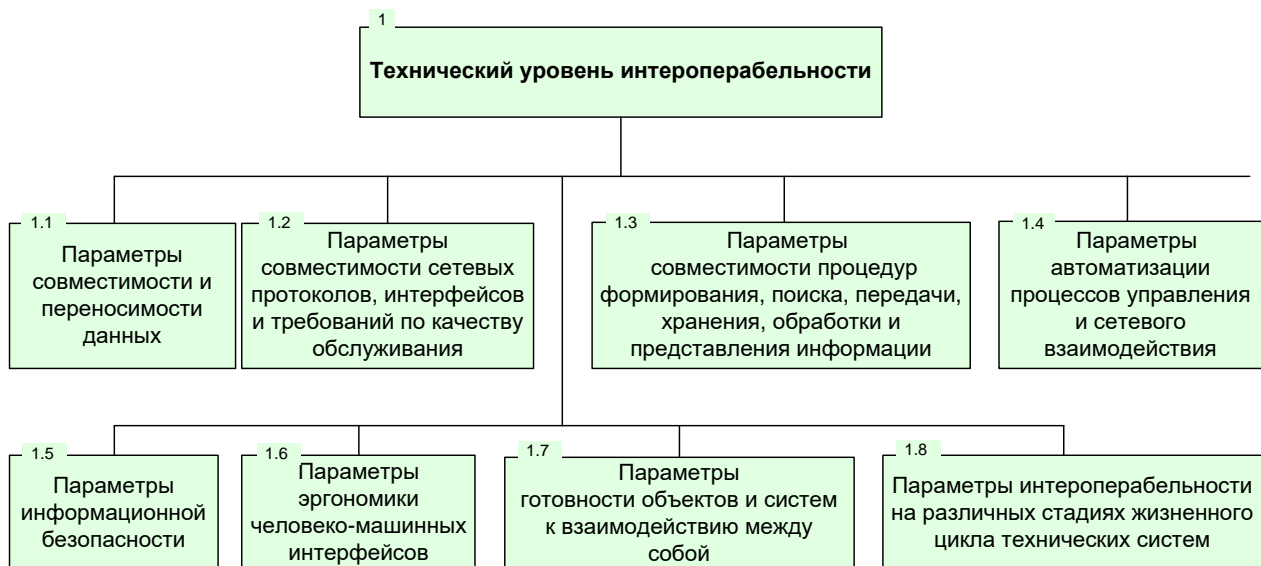 1
Технический уровень интероперабельности
1.1
Параметры
совместимости и
переносимости
данных
1.2
Параметры
совместимости сетевых
протоколов, интерфейсов
и требований по качеству
обслуживания
1.3
Параметры
совместимости процедур
формирования, поиска, передачи,
хранения, обработки и
представления информации
1.4
Параметры
автоматизации
процессов управления
и сетевого
взаимодействия
1.5
Параметры
информационной
безопасности
1.6
Параметры
эргономики
человеко-машинных
интерфейсов
1.7
Параметры
готовности объектов и систем
к взаимодействию между
собой
1.8
Параметры интероперабельности
на различных стадиях жизненного
цикла технических систем